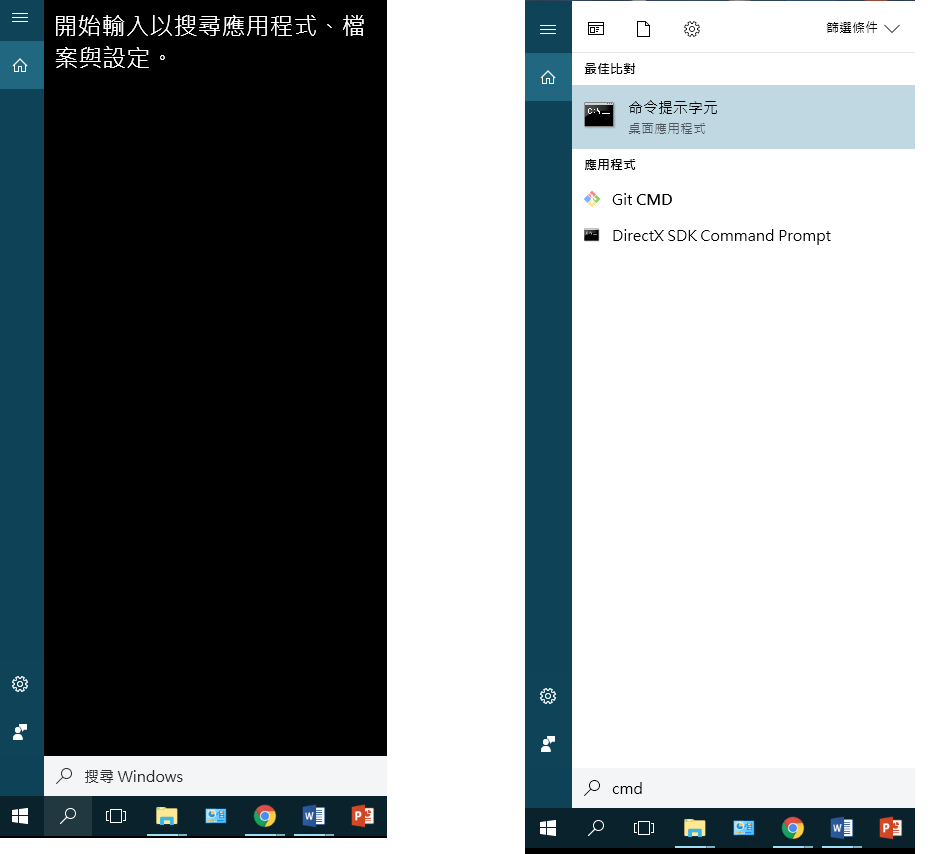 開始輸入以搜尋應用程式、檔
案與設定。
搜尋 Windows
篩選條件
最佳比對
命令提示字元
桌面應用程式
應用程式
Git CMD
DirectX SDK Command Prompt
cmd